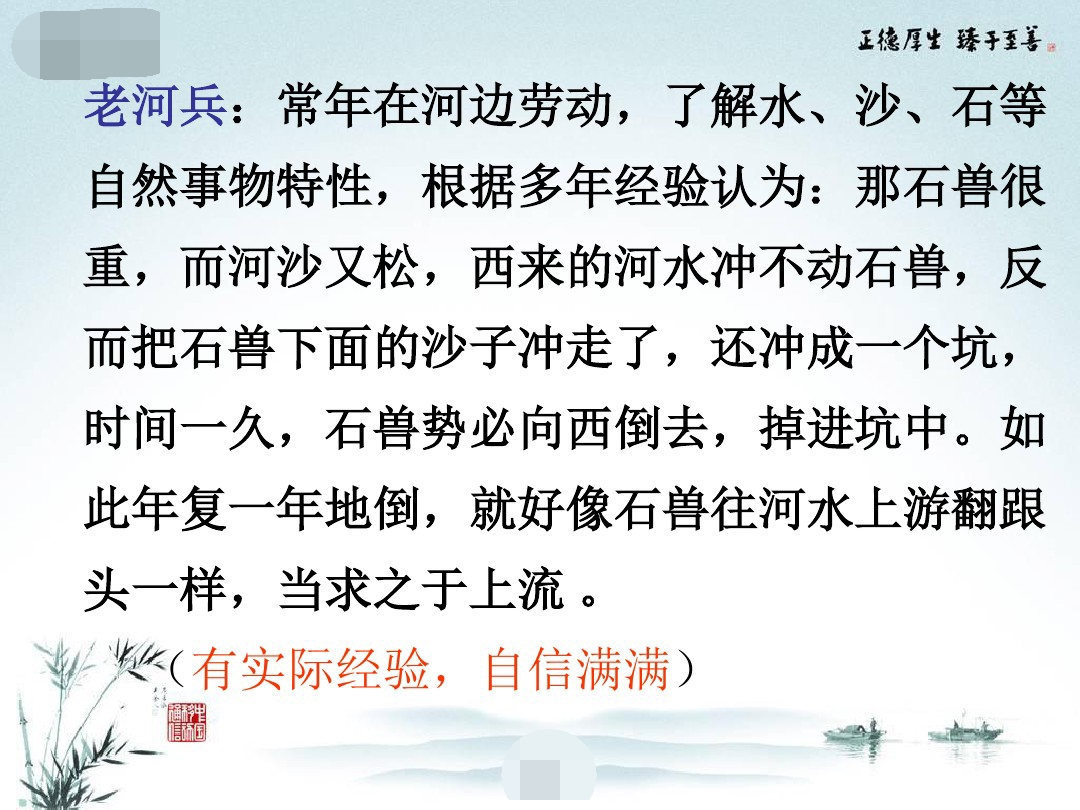 正德厚生 臻于至善
老河兵：常年在河边劳动，了解水、沙、石等
自然事物特性，根据多年经验认为：那石兽很
重，而河沙又松，西来的河水冲不动石兽，反
而把石兽下面的沙子冲走了，还冲成一个坑，
时间一久，石兽势必向西倒去，掉进坑中。如
此年复一年地倒，就好像石兽往河水上游翻跟
头一样，当求之于上流 。
（有实际经验，自信满满）